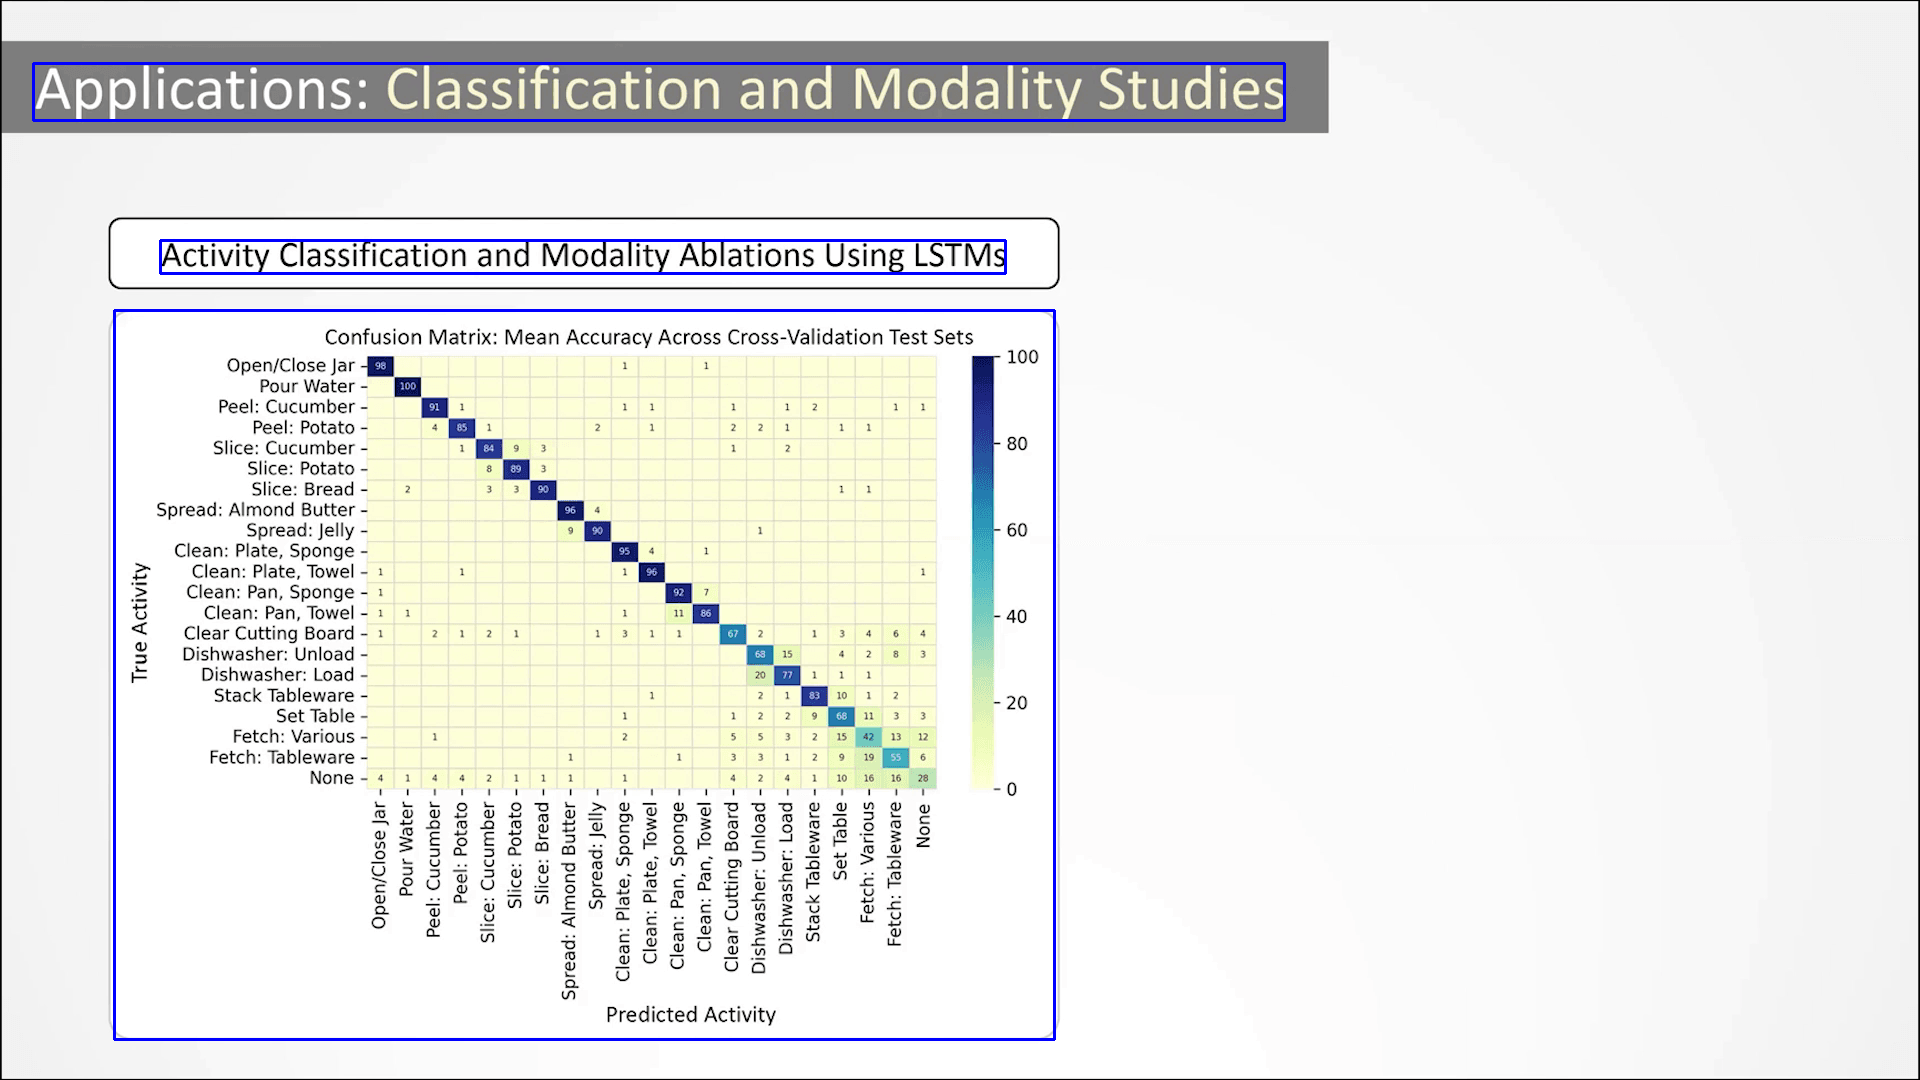 Applications: Classification and Modality Studies
Activity Classification and Modality Ablations Using LSTMs
Confusion Matrix: Mean Accuracy Across Cross-Validation Test Sets
True Activity
Open/Close Jar 98 1 1
Pour Water 100
Peel: Cucumber 91 1 1 1 1 1 2 1 1
Peel: Potato 4 85 1 2 1 2 2 1 1 1
Slice: Cucumber 1 84 9 3 1 2
Slice: Potato 8 89 3
Slice: Bread 2 3 3 90 1 1
Spread: Almond Butter 96 4
Spread: Jelly 9 90 1
Clean: Plate, Sponge 95 4 1
Clean: Plate, Towel 1 1 1 96 1
Clean: Pan, Sponge 1 92 7
Clean: Pan, Towel 1 1 1 11 86
Clear Cutting Board 1 2 1 2 1 1 3 1 1 67 2 1 3 4 6 4
Dishwasher: Unload 68 15 4 2 8 3
Dishwasher: Load 20 77 1 1 1
Stack Tableware 1 2 1 83 10 1 2
Set Table 1 1 2 2 9 68 11 3 3
Fetch: Various 1 2 5 5 3 2 15 42 13 12
Fetch: Tableware 1 1 3 3 1 2 9 19 55 6
None 4 1 4 4 2 1 1 1 1 4 2 4 1 10 16 16 28
100
80
60
40
20
0
Open/Close Jar
Pour Water
Peel: Cucumber
Peel: Potato
Slice: Cucumber
Slice: Potato
Slice: Bread
Spread: Almond Butter
Spread: Jelly
Clean: Plate, Sponge
Clean: Plate, Towel
Clean: Pan, Sponge
Clean: Pan, Towel
Clear Cutting Board
Dishwasher: Unload
Dishwasher: Load
Stack Tableware
Set Table
Fetch: Various
Fetch: Tableware
None
Predicted Activity